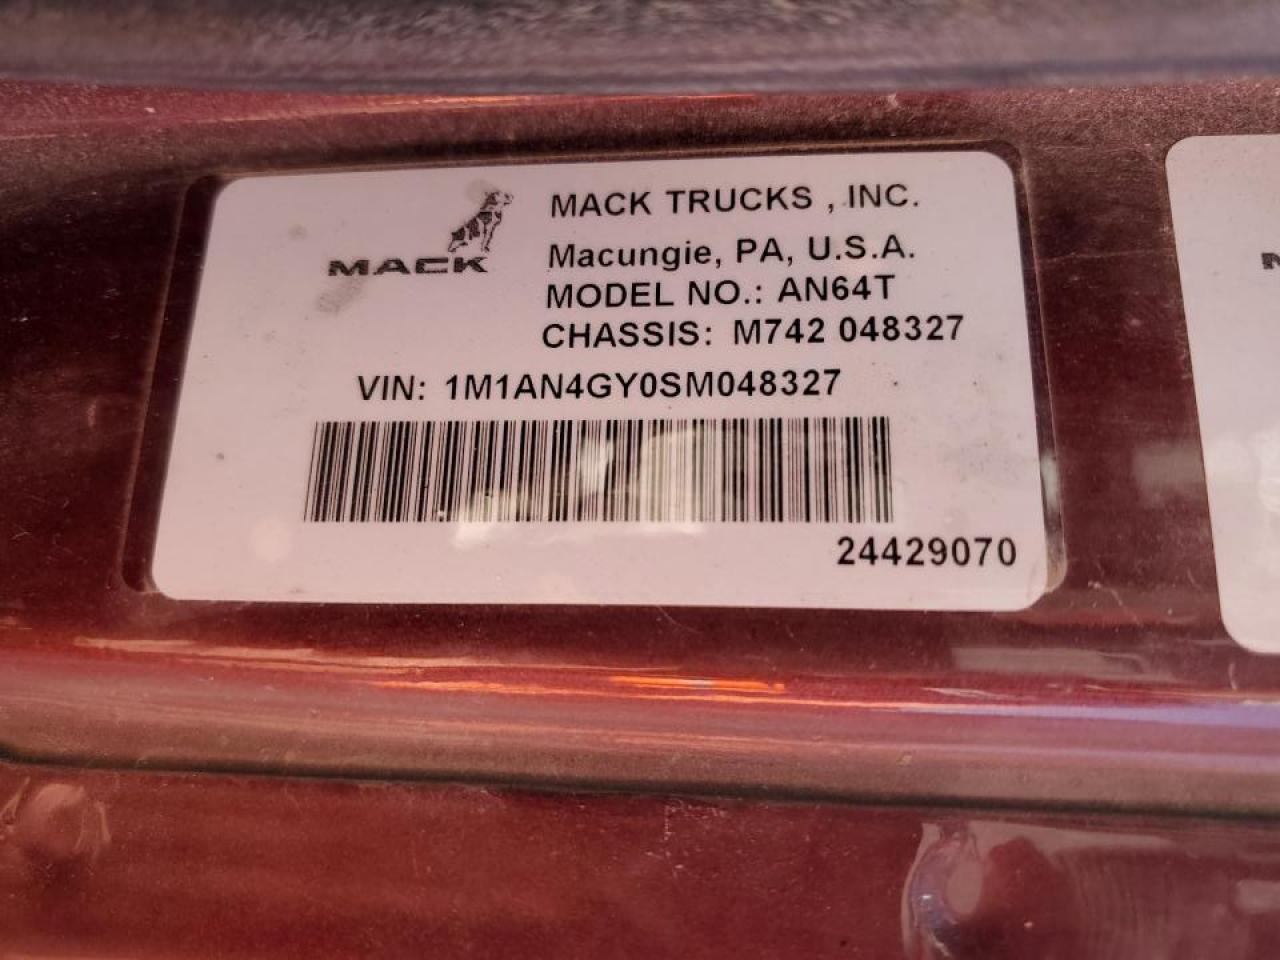 MACK
MACK TRUCKS , INC.
Macungie, PA, U.S.A.
MODEL NO.: AN64T
CHASSIS: M742 048327
VIN: 1M1AN4GY0SM048327
24429070